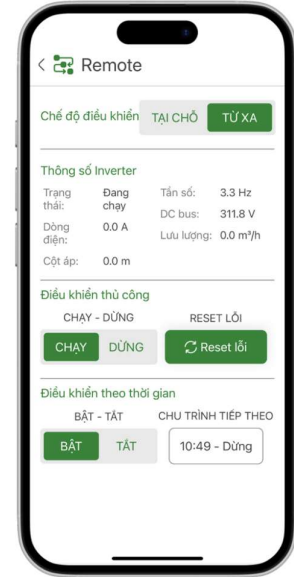 Remote
Chế độ điều khiển TẠI CHỖ TỪ XA
Thông số Inverter
Trạng thái: Đang chạy Tần số: 3.3 Hz
DC bus: 311.8 V
Dòng điện: 0.0 A Lưu lượng: 0.0 m³/h
Cột áp: 0.0 m
Điều khiển thủ công
CHẠY - DỪNG RESET LỖI
CHẠY DỪNG Reset lỗi
Điều khiển theo thời gian
BẬT - TẮT CHU TRÌNH TIẾP THEO
BẬT TẮT 10:49 - Dừng